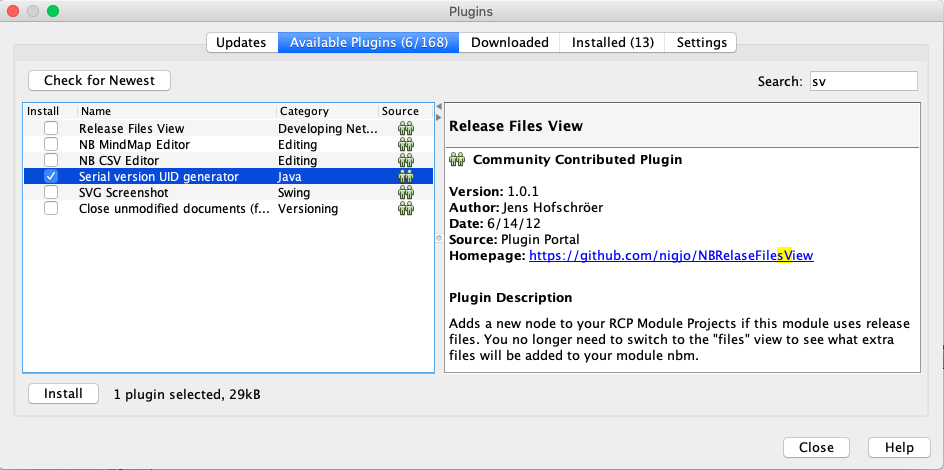 Plugins
Updates Available Plugins (6/168) Downloaded Installed (13) Settings
Check for Newest Search: sv
Install Name Category Source
Release Files View Developing Net...
NB MindMap Editor Editing
NB CSV Editor Editing
Serial version UID generator Java
SVG Screenshot Swing
Close unmodified documents (f... Versioning
Release Files View
Community Contributed Plugin
Version: 1.0.1
Author: Jens Hofschröer
Date: 6/14/12
Source: Plugin Portal
Homepage: https://github.com/nigjo/NBRelaseFilesView
Plugin Description
Adds a new node to your RCP Module Projects if this module uses release
files. You no longer need to switch to the "files" view to see what extra
files will be added to your module nbm.
Install 1 plugin selected, 29kB
Close Help